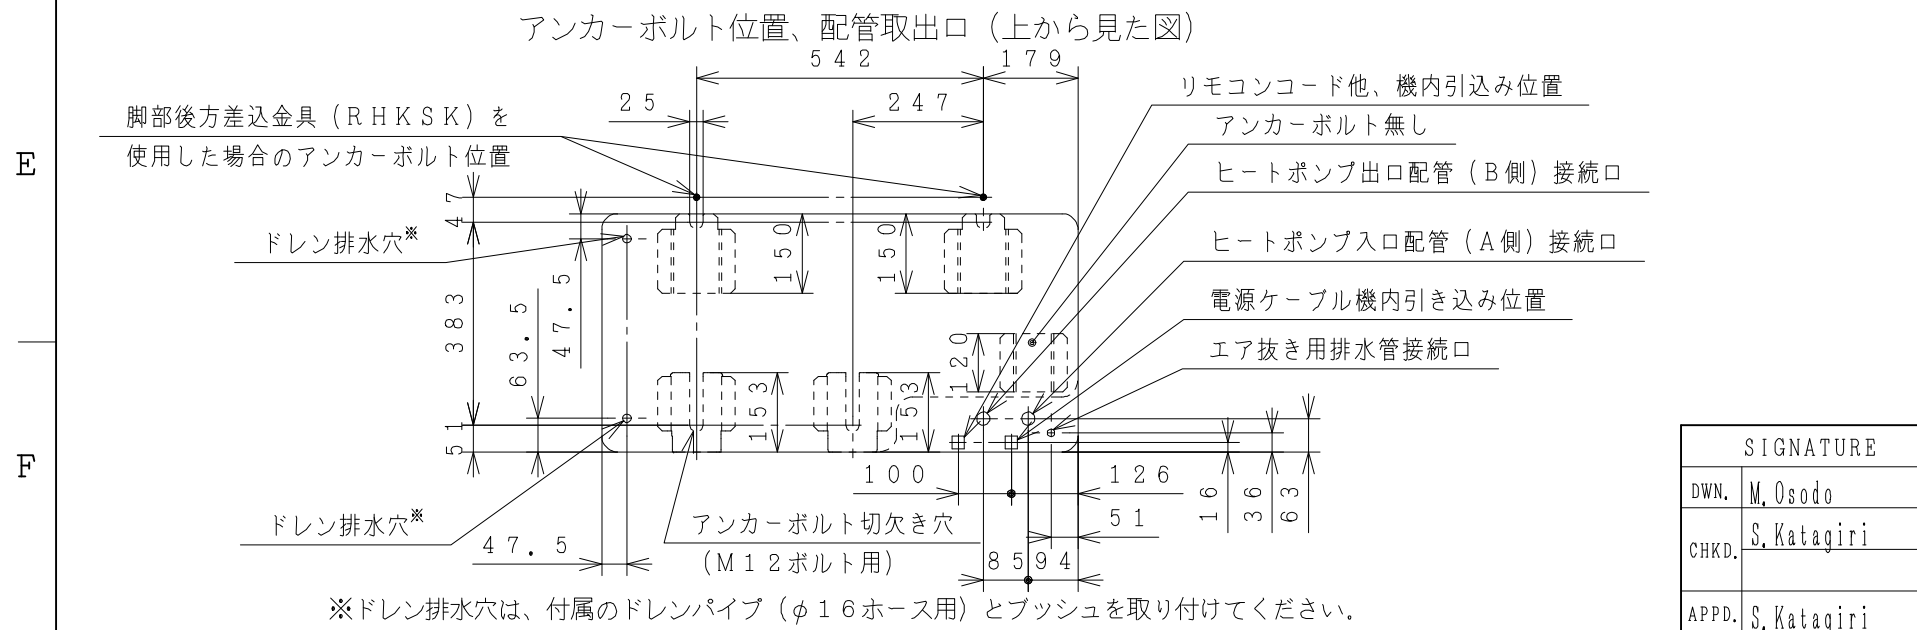 アンカーボルト位置、配管取出口（上から見た図）
542
179
25
247
脚部後方差込金具（RHKSK）を
使用した場合のアンカーボルト位置
リモコンコード他、機内引込み位置
アンカーボルト無し
ヒートポンプ出口配管（B側）接続口
ヒートポンプ入口配管（A側）接続口
電源ケーブル機内引き込み位置
エア抜き用排水管接続口
E
F
47
ドレン排水穴※
150
150
383
47.5
63.5
120
51
153
153
100
126
51
16
36
63
ドレン排水穴※
47.5
アンカーボルト切欠き穴
（M12ボルト用）
85
94
※ドレン排水穴は、付属のドレンパイプ（φ16ホース用）とブッシュを取り付けてください。
SIGNATURE
DWN. M.Osodo
CHKD. S.Katagiri
APPD. S.Katagiri